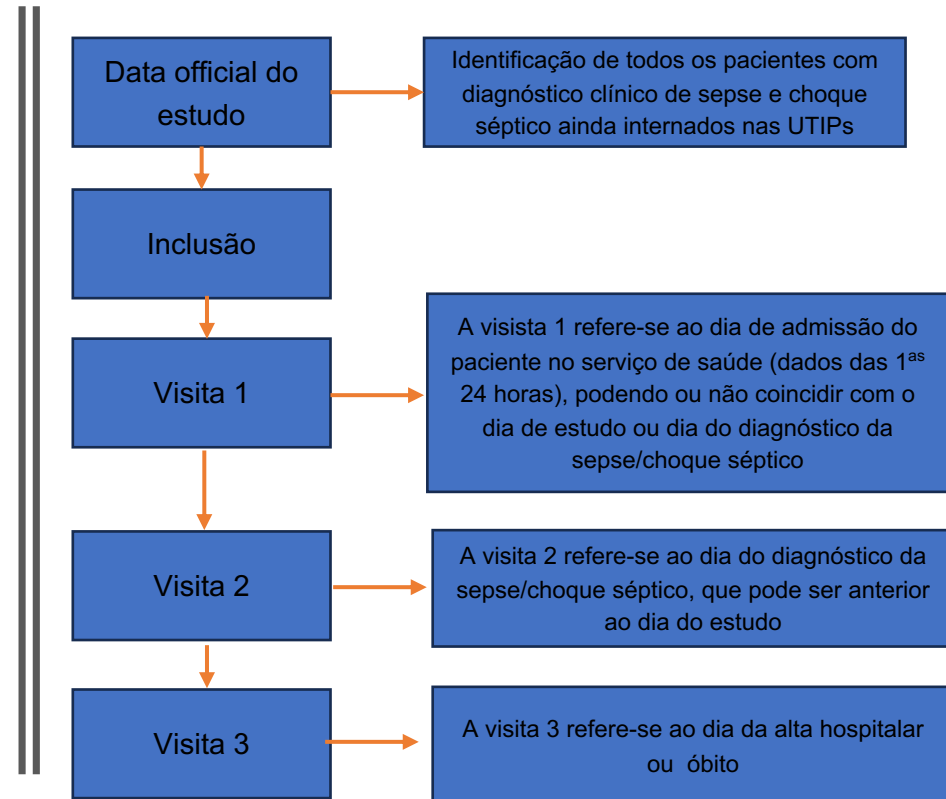 Data official do
estudo
Identificação de todos os pacientes com
diagnóstico clínico de sepse e choque
séptico ainda internados nas UTIPs
Inclusão
Visita 1
A visista 1 refere-se ao dia de admissão do
paciente no serviço de saúde (dados das 1as
24 horas), podendo ou não coincidir com o
dia de estudo ou dia do diagnóstico da
sepse/choque séptico
Visita 2
A visita 2 refere-se ao dia do diagnóstico da
sepse/choque séptico, que pode ser anterior
ao dia do estudo
Visita 3
A visita 3 refere-se ao dia da alta hospitalar
ou óbito